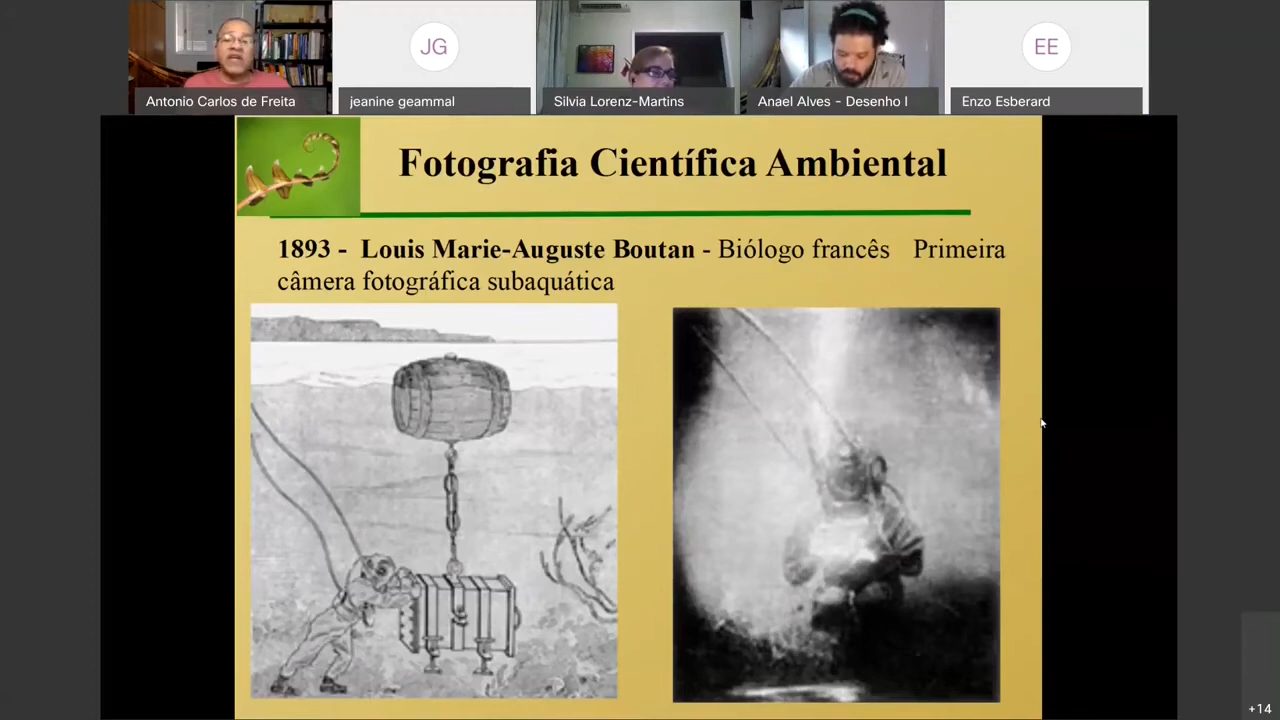 JG
EE
Antonio Carlos de Freita
jeanine geammal
Silvia Lorenz-Martins
Anael Alves - Desenho I
Enzo Esberard
Fotografia Científica Ambiental
1893 - Louis Marie-Auguste Boutan - Biólogo francês Primeira
câmera fotográfica subaquática
+14